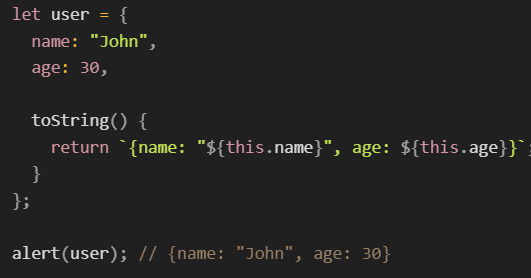 let user = {
  name: "John",
  age: 30,

  toString() {
    return `{name: "${this.name}", age: ${this.age}}`;
  }
};

alert(user); // {name: "John", age: 30}